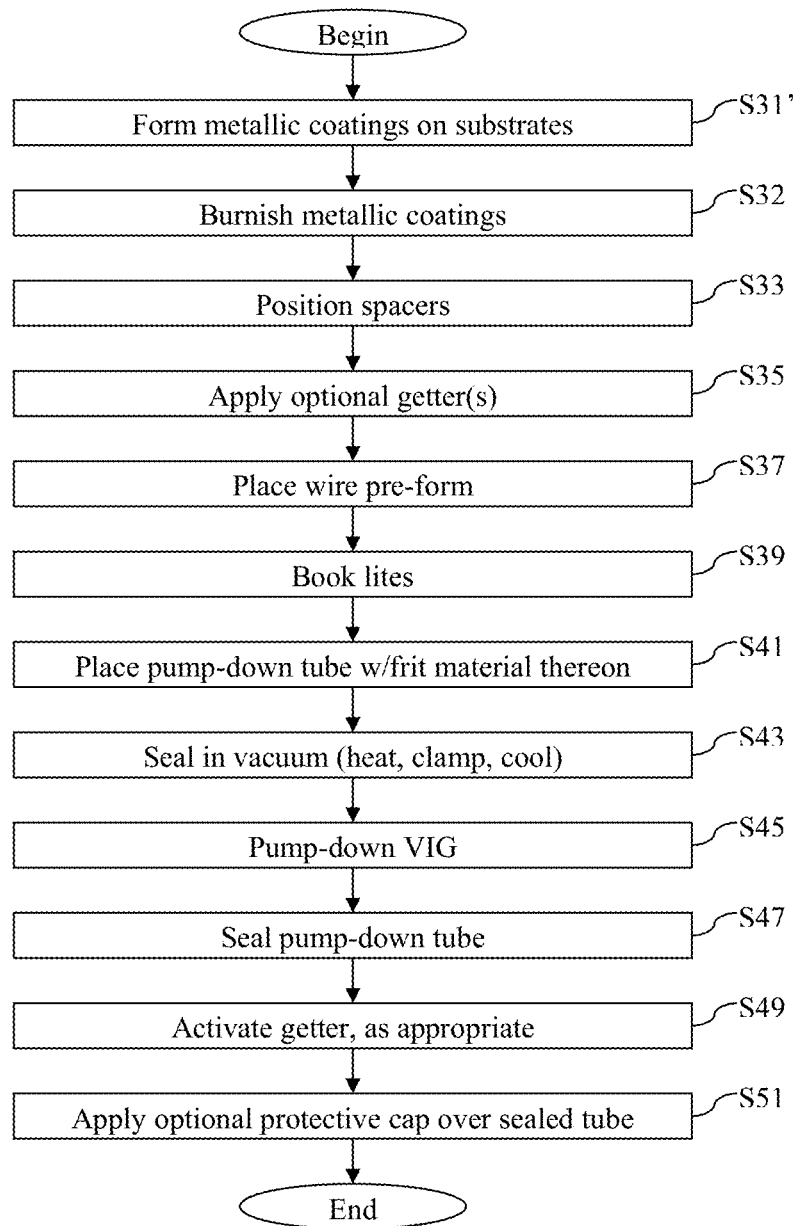 Begin
S31’
Form metallic coatings on substrates
S32
Burnish metallic coatings
S33
Position spacers
S35
Apply optional getter(s)
S37
Place wire pre-form
S39
Book lites
S41
Place pump-down tube w/frit material thereon
S43
Seal in vacuum (heat, clamp, cool)
S45
Pump-down VIG
S47
Seal pump-down tube
S49
Activate getter, as appropriate
S51
Apply optional protective cap over sealed tube
End